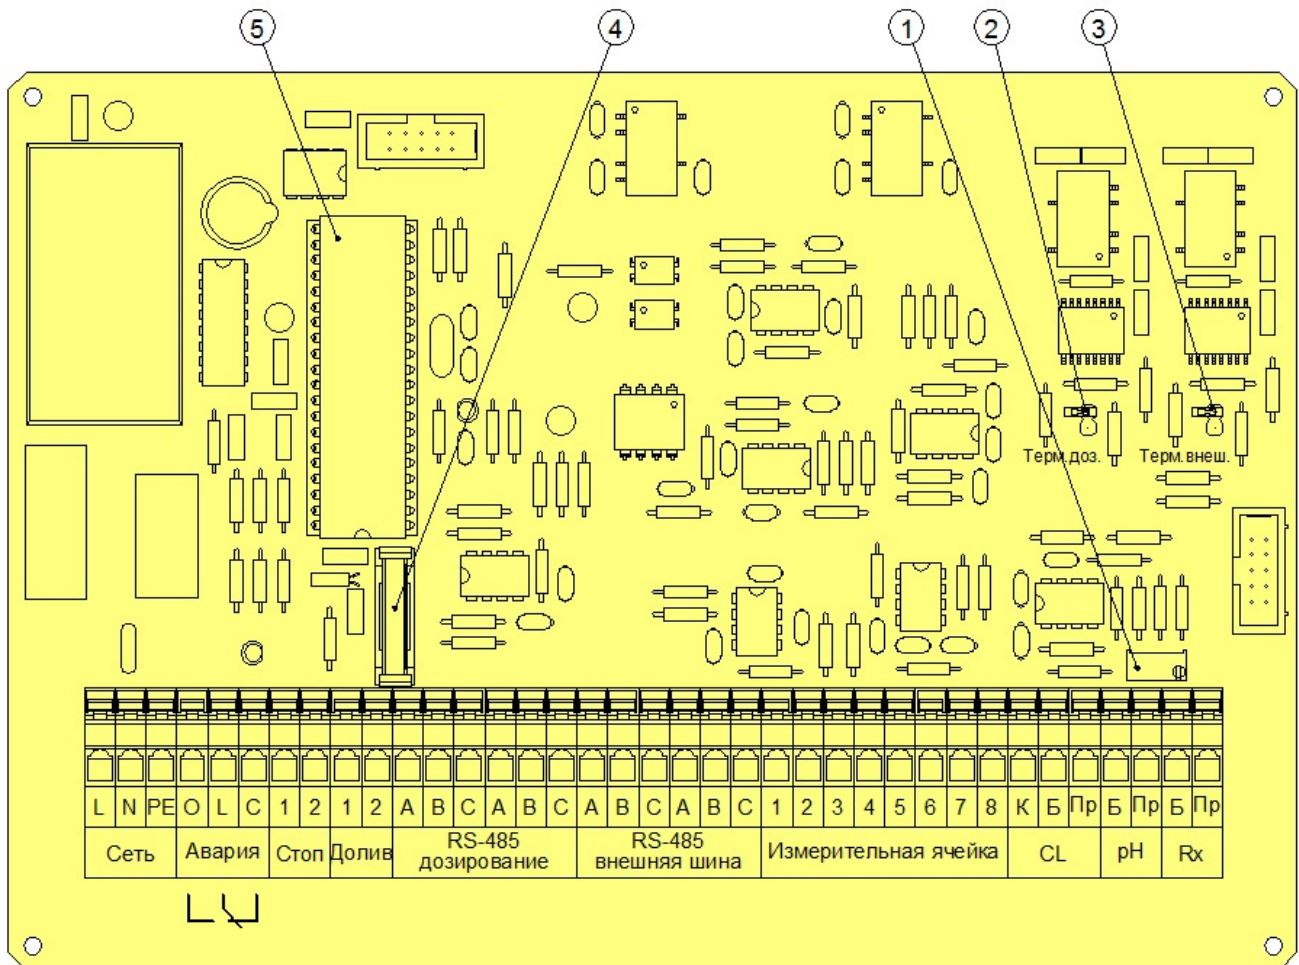 5 4 1 2 3
Терм.доз. Терм.внеш.
L N PE O L C 1 2 1 2 A B C A B C A B C A B C 1 2 3 4 5 6 7 8 К Б Пр Б Пр Б Пр
Сеть Авария Стоп Долив RS-485 дозирование RS-485 внешняя шина Измерительная ячейка CL pH Rx